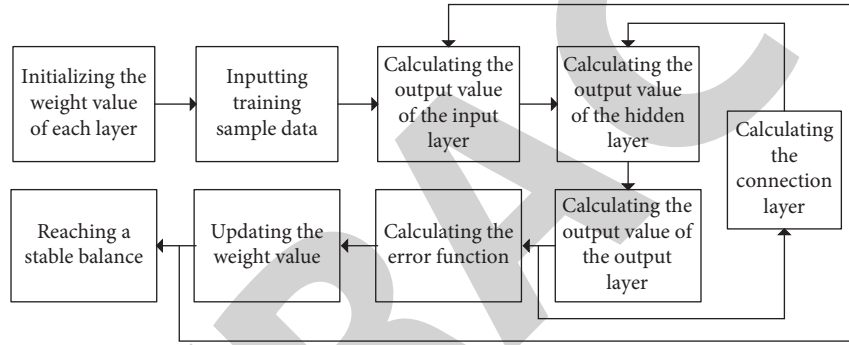 Initializing the
weight value
of each layer
Inputting
training
sample data
Calculating the
output value
of the input
layer
Calculating the
output value
of the hidden
layer
Calculating
the
connection
layer
Reaching a
stable balance
Updating the
weight value
Calculating the
error function
Calculating the
output value of
the output
layer